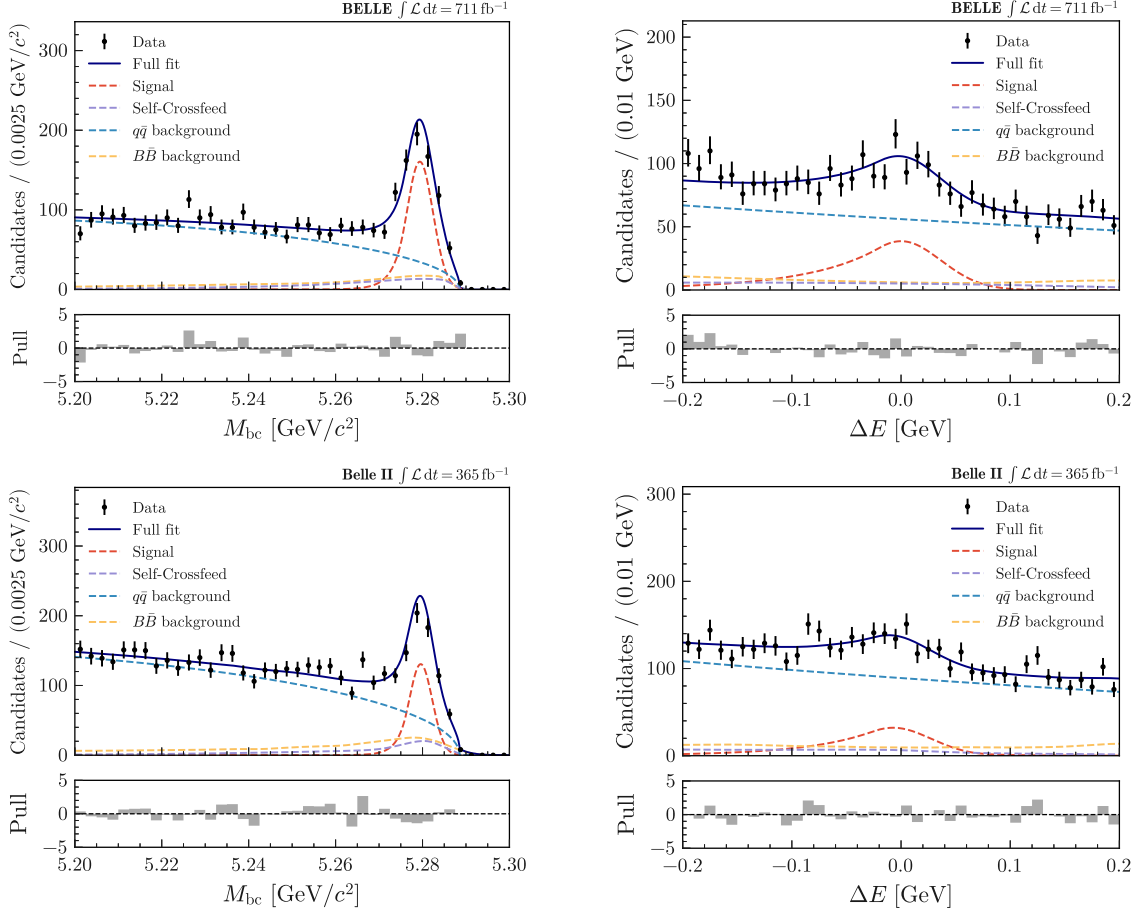 BELLE ∫ ℒ dt = 711 fb⁻¹
Candidates / (0.0025 GeV/c²)
300
200
100
0
Data
Full fit
Signal
Self-Crossfeed
qq̄ background
BB̄ background
Pull
5
0
−5
5.20 5.22 5.24 5.26 5.28 5.30
M_bc [GeV/c²]
BELLE ∫ ℒ dt = 711 fb⁻¹
Candidates / (0.01 GeV)
200
150
100
50
0
Data
Full fit
Signal
Self-Crossfeed
qq̄ background
BB̄ background
Pull
5
0
−5
−0.2 −0.1 0.0 0.1 0.2
ΔE [GeV]
Belle II ∫ ℒ dt = 365 fb⁻¹
Candidates / (0.0025 GeV/c²)
300
200
100
0
Data
Full fit
Signal
Self-Crossfeed
qq̄ background
BB̄ background
Pull
5
0
−5
5.20 5.22 5.24 5.26 5.28 5.30
M_bc [GeV/c²]
Belle II ∫ ℒ dt = 365 fb⁻¹
Candidates / (0.01 GeV)
300
200
100
0
Data
Full fit
Signal
Self-Crossfeed
qq̄ background
BB̄ background
Pull
5
0
−5
−0.2 −0.1 0.0 0.1 0.2
ΔE [GeV]